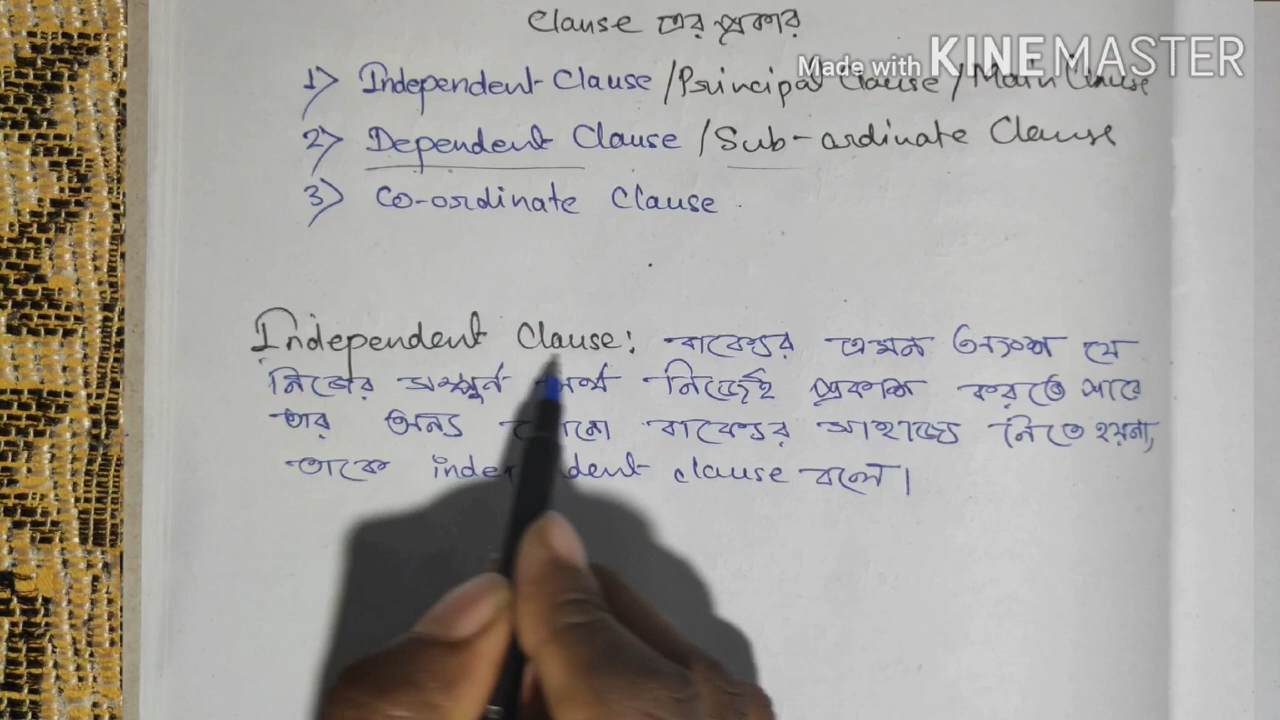 Clause এর প্রকার
Made with KINEMASTER
1) Independent Clause / Principal Clause / Main Clause
2) Dependent Clause / Sub-ordinate Clause
3) Co-ordinate Clause
Independent Clause: বাক্যের এমন অংশ যে
নিজের সম্পূর্ন অর্থ নিজেই প্রকাশ করতে পারে
তার অন্য কোনো বাক্যের সাহায্যে নিতে হয়না,
তাকে independent clause বলে।